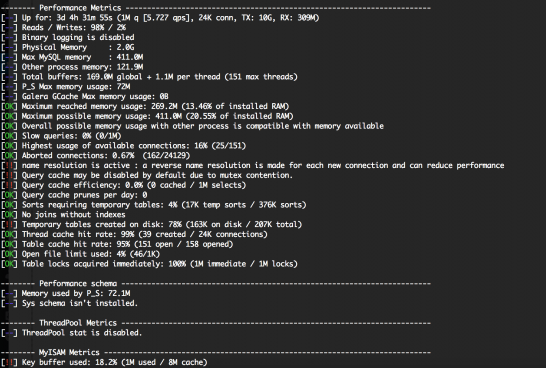 -------- Performance Metrics -----------------------------------------------------------------
[--] Up for: 3d 4h 31m 55s (1M q [5.727 qps], 24K conn, TX: 10G, RX: 309M)
[--] Reads / Writes: 98% / 2%
[--] Binary logging is disabled
[--] Physical Memory     : 2.0G
[--] Max MySQL memory    : 411.0M
[--] Other process memory: 121.9M
[--] Total buffers: 169.0M global + 1.1M per thread (151 max threads)
[--] P_S Max memory usage: 72M
[--] Galera GCache Max memory usage: 0B
[OK] Maximum reached memory usage: 269.2M (13.46% of installed RAM)
[OK] Maximum possible memory usage: 411.0M (20.55% of installed RAM)
[OK] Overall possible memory usage with other process is compatible with memory available
[OK] Slow queries: 0% (0/1M)
[OK] Highest usage of available connections: 16% (25/151)
[OK] Aborted connections: 0.67%  (162/24129)
[!!] name resolution is active : a reverse name resolution is made for each new connection and can reduce performance
[!!] Query cache may be disabled by default due to mutex contention.
[!!] Query cache efficiency: 0.0% (0 cached / 1M selects)
[OK] Query cache prunes per day: 0
[OK] Sorts requiring temporary tables: 4% (17K temp sorts / 376K sorts)
[OK] No joins without indexes
[!!] Temporary tables created on disk: 78% (163K on disk / 207K total)
[OK] Thread cache hit rate: 99% (39 created / 24K connections)
[OK] Table cache hit rate: 95% (151 open / 158 opened)
[OK] Open file limit used: 4% (46/1K)
[OK] Table locks acquired immediately: 100% (1M immediate / 1M locks)
-------- Performance schema ------------------------------------------------------------------
[--] Memory used by P_S: 72.1M
[--] Sys schema isn't installed.
-------- ThreadPool Metrics ------------------------------------------------------------------
[--] ThreadPool stat is disabled.
-------- MyISAM Metrics ----------------------------------------------------------------------
[!!] Key buffer used: 18.2% (1M used / 8M cache)